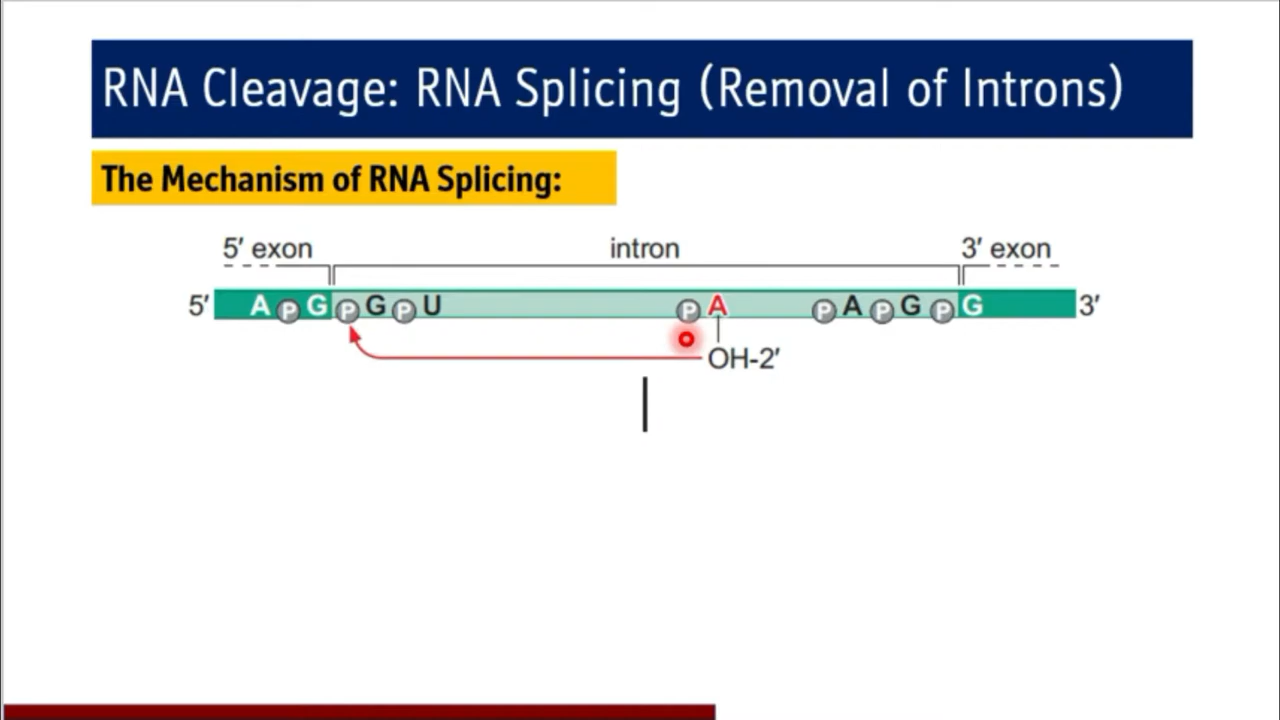 RNA Cleavage: RNA Splicing (Removal of Introns)
The Mechanism of RNA Splicing:
5′ exon intron 3′ exon
5′ A P G P G P U P A P A P G P G 3′
OH-2′